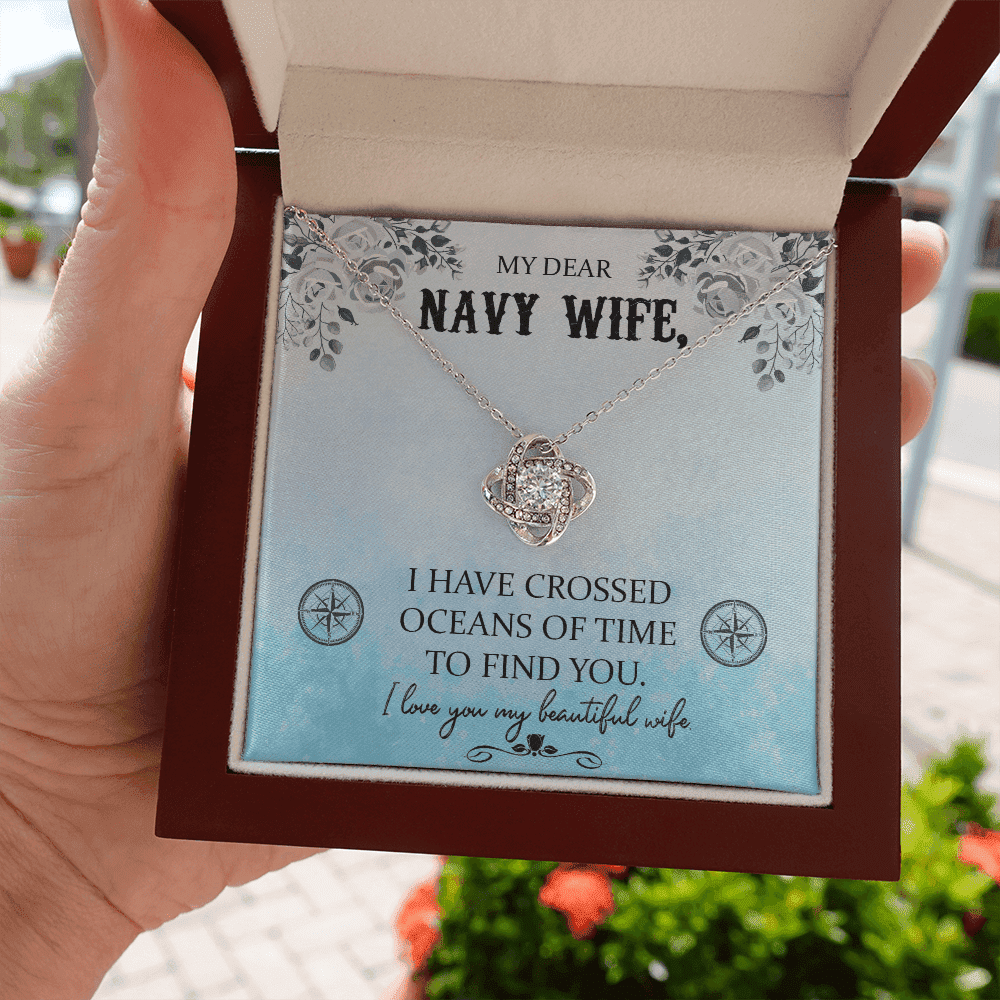 MY DEAR
NAVY WIFE,
I HAVE CROSSED
OCEANS OF TIME
TO FIND YOU.
I love you my beautiful wife.